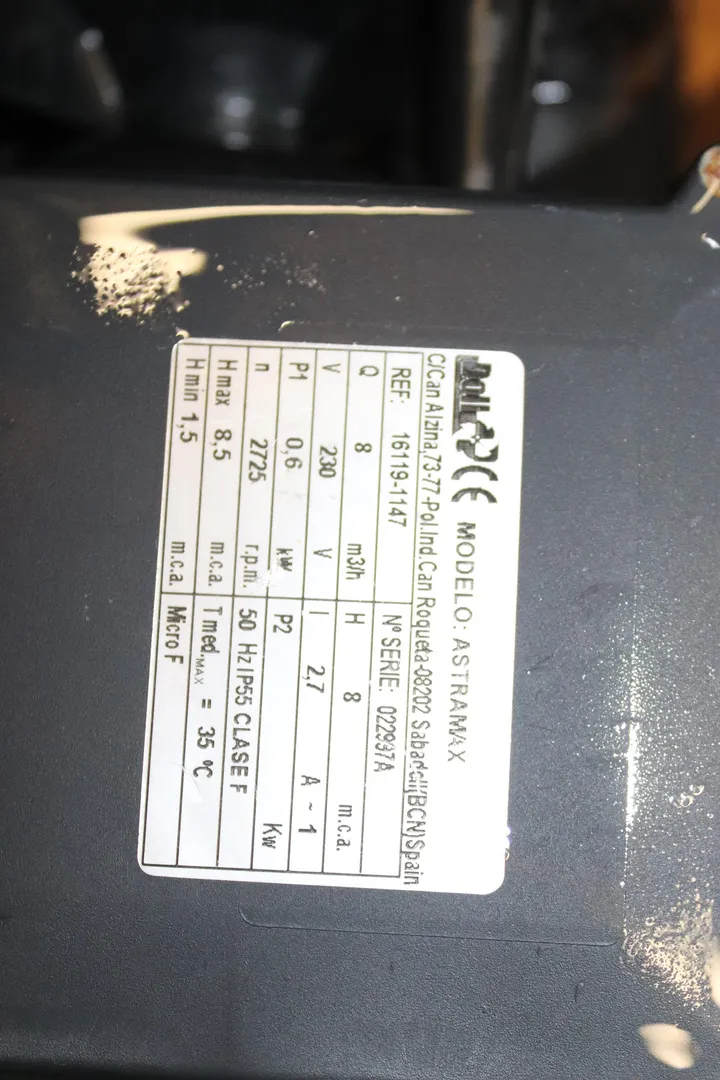 CE MODELO: ASTRAMAX
C/Can Alzina,73-77-Pol.Ind.Can Roqueta-08202 Sabadell(BCN)Spain
REF: 16119-1147 Nº SERIE: 022937A
Q 8 m3/h H 8 m.c.a.
V 230 V I 2,7 A ~ 1
P1 0,6 kW P2 Kw
n 2725 r.p.m. 50 Hz IP55 CLASE F
H max 8,5 m.c.a. T med.MAX = 35 ºC
H min 1,5 m.c.a. Micro F